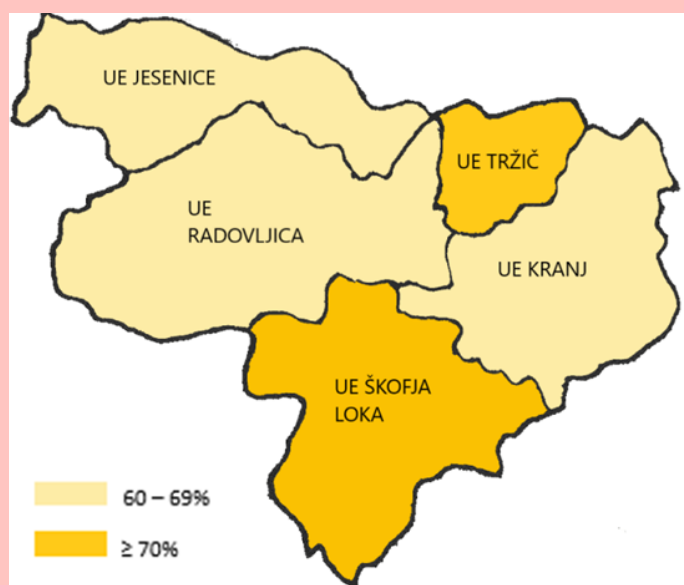 UE JESENICE
UE TRŽIČ
UE
RADOVLJICA
UE KRANJ
UE ŠKOFJA
LOKA
60 – 69%
≥ 70%